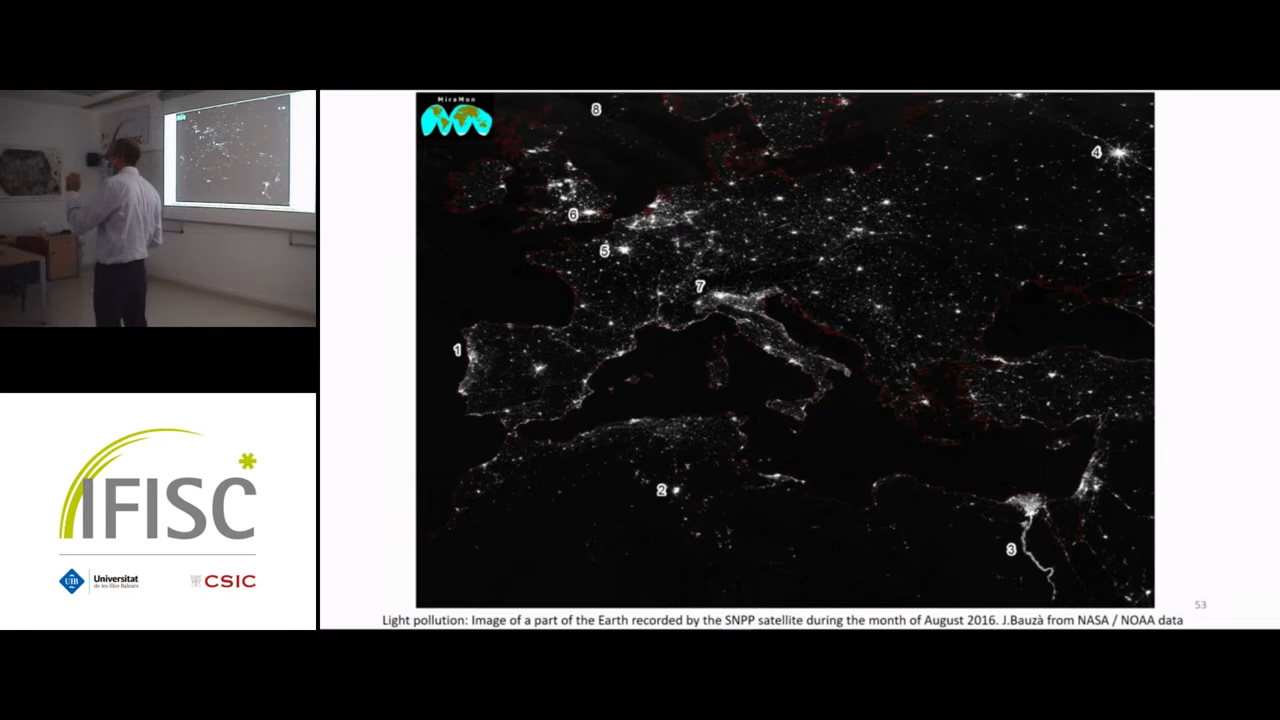 MiraMon
8
4
6
5
7
1
2
3
IFISC
UIB
Universitat
de les Illes Balears
CSIC
53
Light pollution: Image of a part of the Earth recorded by the SNPP satellite during the month of August 2016. J.Bauzà from NASA / NOAA data